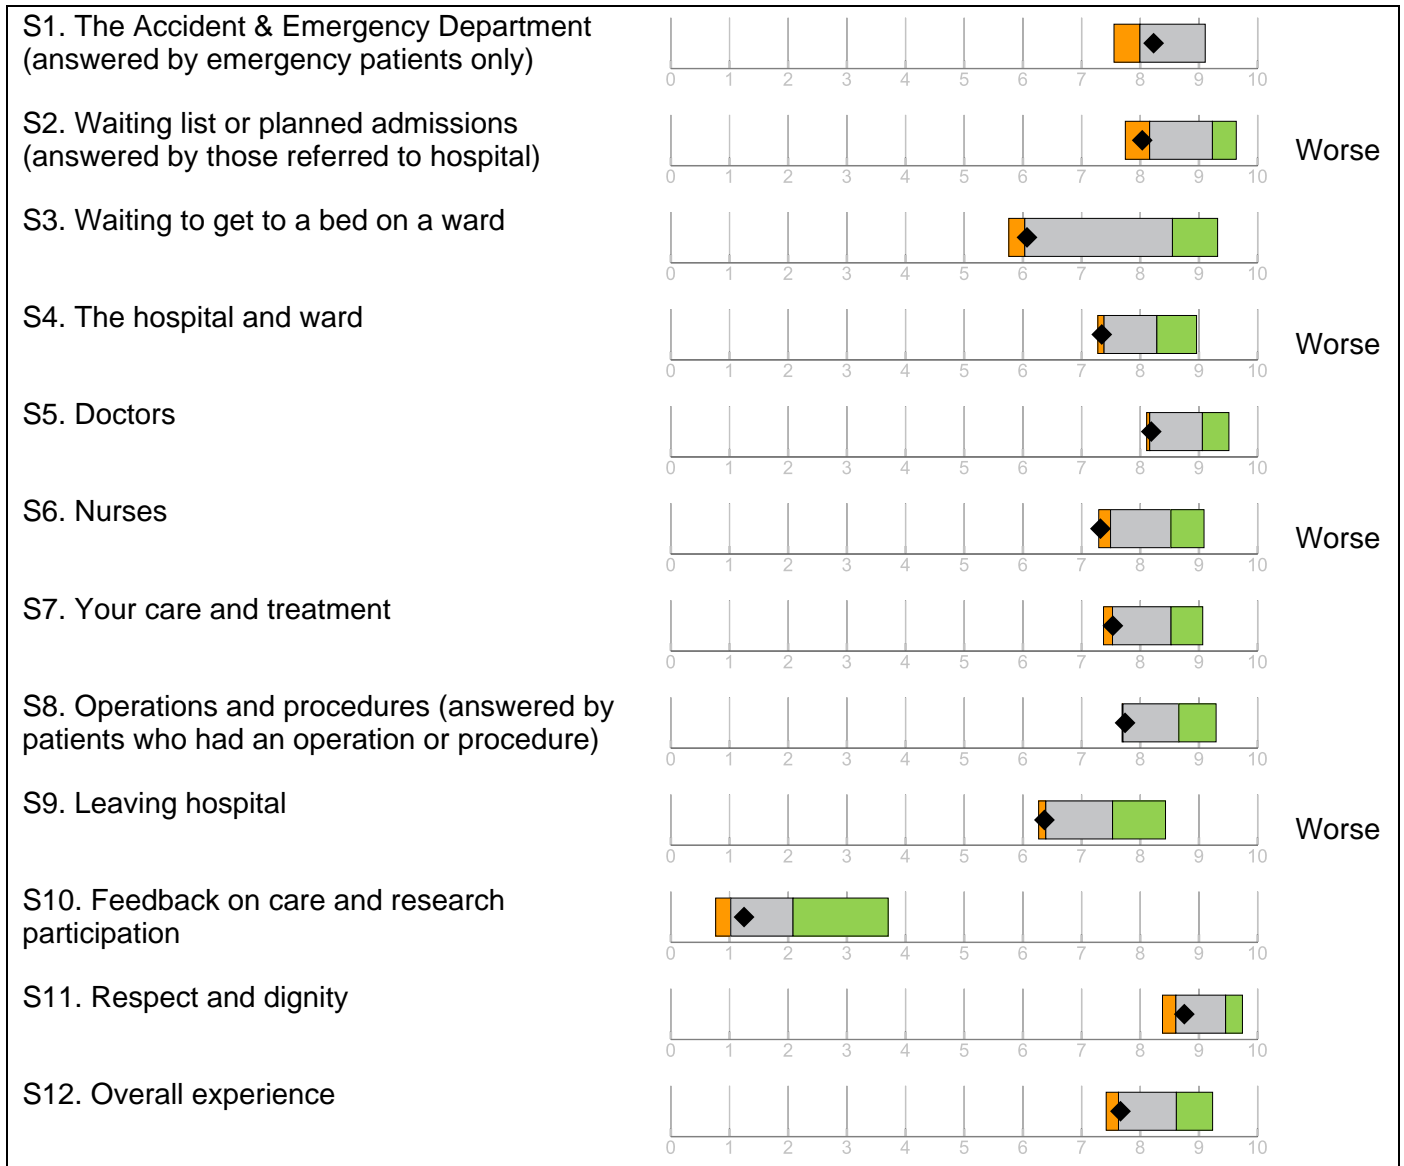 S1. The Accident & Emergency Department
(answered by emergency patients only)
0 1 2 3 4 5 6 7 8 9 10
S2. Waiting list or planned admissions
(answered by those referred to hospital)
Worse
0 1 2 3 4 5 6 7 8 9 10
S3. Waiting to get to a bed on a ward
0 1 2 3 4 5 6 7 8 9 10
S4. The hospital and ward
Worse
0 1 2 3 4 5 6 7 8 9 10
S5. Doctors
0 1 2 3 4 5 6 7 8 9 10
S6. Nurses
Worse
0 1 2 3 4 5 6 7 8 9 10
S7. Your care and treatment
0 1 2 3 4 5 6 7 8 9 10
S8. Operations and procedures (answered by
patients who had an operation or procedure)
0 1 2 3 4 5 6 7 8 9 10
S9. Leaving hospital
Worse
0 1 2 3 4 5 6 7 8 9 10
S10. Feedback on care and research
participation
0 1 2 3 4 5 6 7 8 9 10
S11. Respect and dignity
0 1 2 3 4 5 6 7 8 9 10
S12. Overall experience
0 1 2 3 4 5 6 7 8 9 10